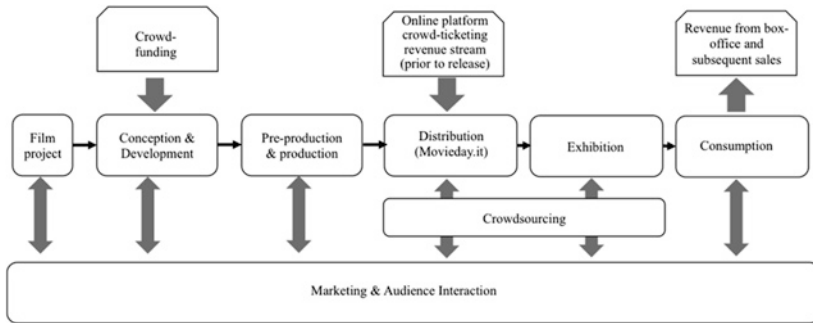 Crowd-
funding
Online platform
crowd-ticketing
revenue stream
(prior to release)
Revenue from box-
office and
subsequent sales
Film
project
Conception &
Development
Pre-production
& production
Distribution
(Movieday.it)
Exhibition
Consumption
Crowdsourcing
Marketing & Audience Interaction